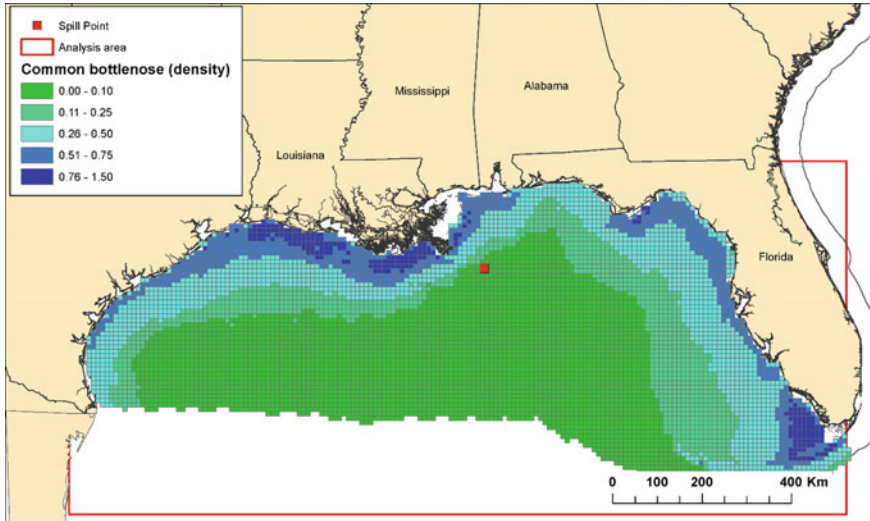 Spill Point
Analysis area
Common bottlenose (density)
0.00 - 0.10
0.11 - 0.25
0.26 - 0.50
0.51 - 0.75
0.76 - 1.50
Mississippi
Alabama
Louisiana
Florida
0 100 200 400 Km